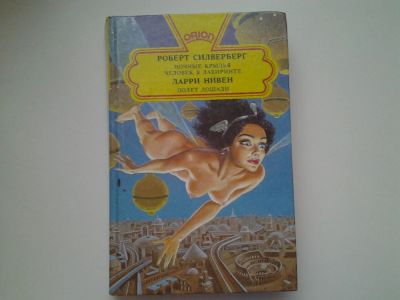 ORION
РОБЕРТ СИЛВЕРБЕРГ
НОЧНЫЕ КРЫЛЬЯ
ЧЕЛОВЕК В ЛАБИРИНТЕ
ЛАРРИ НИВЕН
ПОЛЕТ ЛОШАДИ